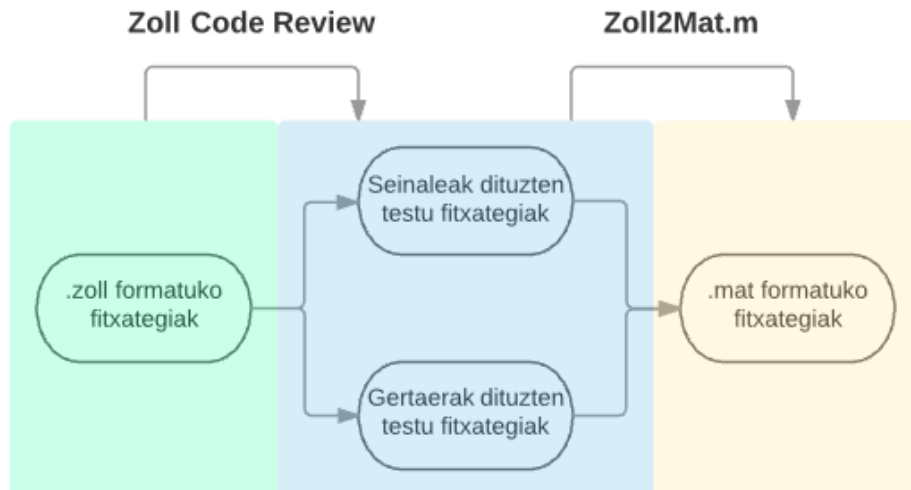 Zoll Code Review
Zoll2Mat.m
Seinaleak dituzten
testu fitxategiak
.zoll formatuko
fitxategiak
.mat formatuko
fitxategiak
Gertaerak dituzten
testu fitxategiak